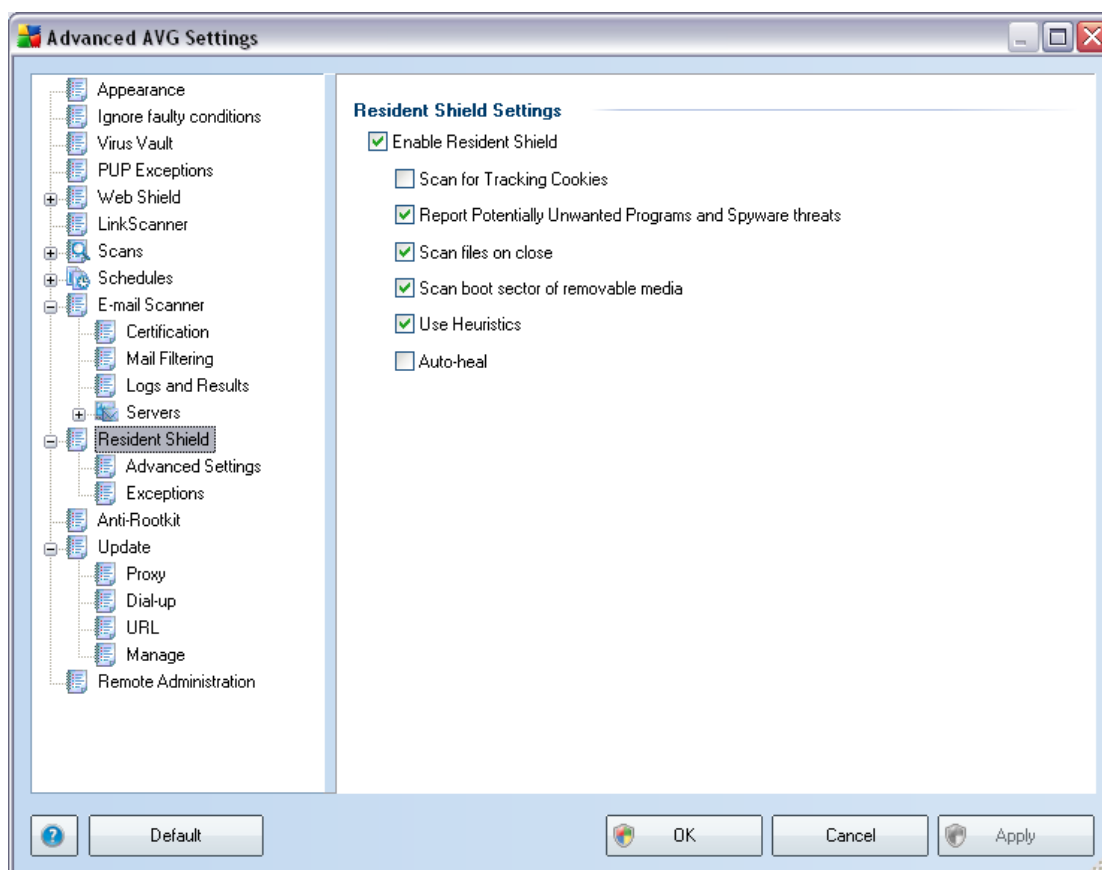 Advanced AVG Settings
Appearance
Ignore faulty conditions
Virus Vault
PUP Exceptions
Web Shield
LinkScanner
Scans
Schedules
E-mail Scanner
Certification
Mail Filtering
Logs and Results
Servers
Resident Shield
Advanced Settings
Exceptions
Anti-Rootkit
Update
Proxy
Dial-up
URL
Manage
Remote Administration
Resident Shield Settings
Enable Resident Shield
Scan for Tracking Cookies
Report Potentially Unwanted Programs and Spyware threats
Scan files on close
Scan boot sector of removable media
Use Heuristics
Auto-heal
?
Default
OK
Cancel
Apply